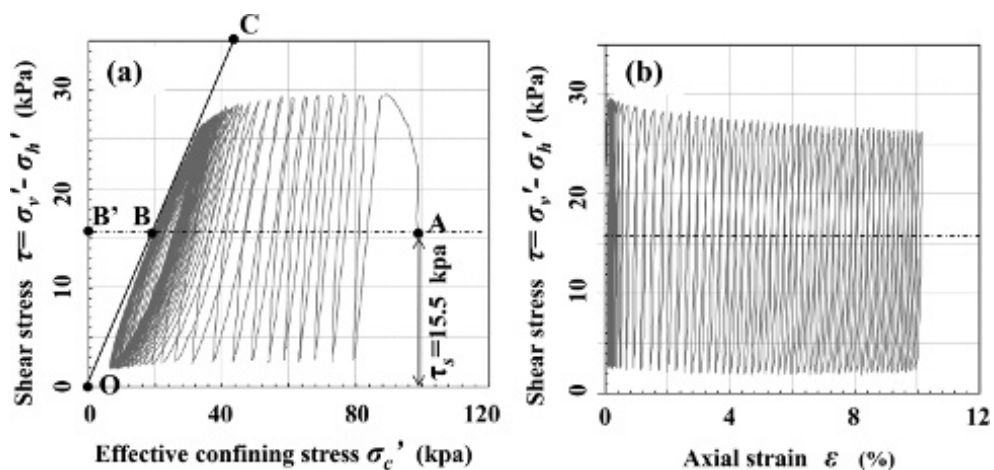 C
(a)
(b)
Shear stress τ= σv′- σh′ (kPa)
30
20
10
0
B’
B
A
O
τs=15.5 kpa
0
40
80
120
Effective confining stress σc’ (kpa)
Shear stress τ= σv′- σh′ (kPa)
30
20
10
0
0
4
8
12
Axial strain ε (%)